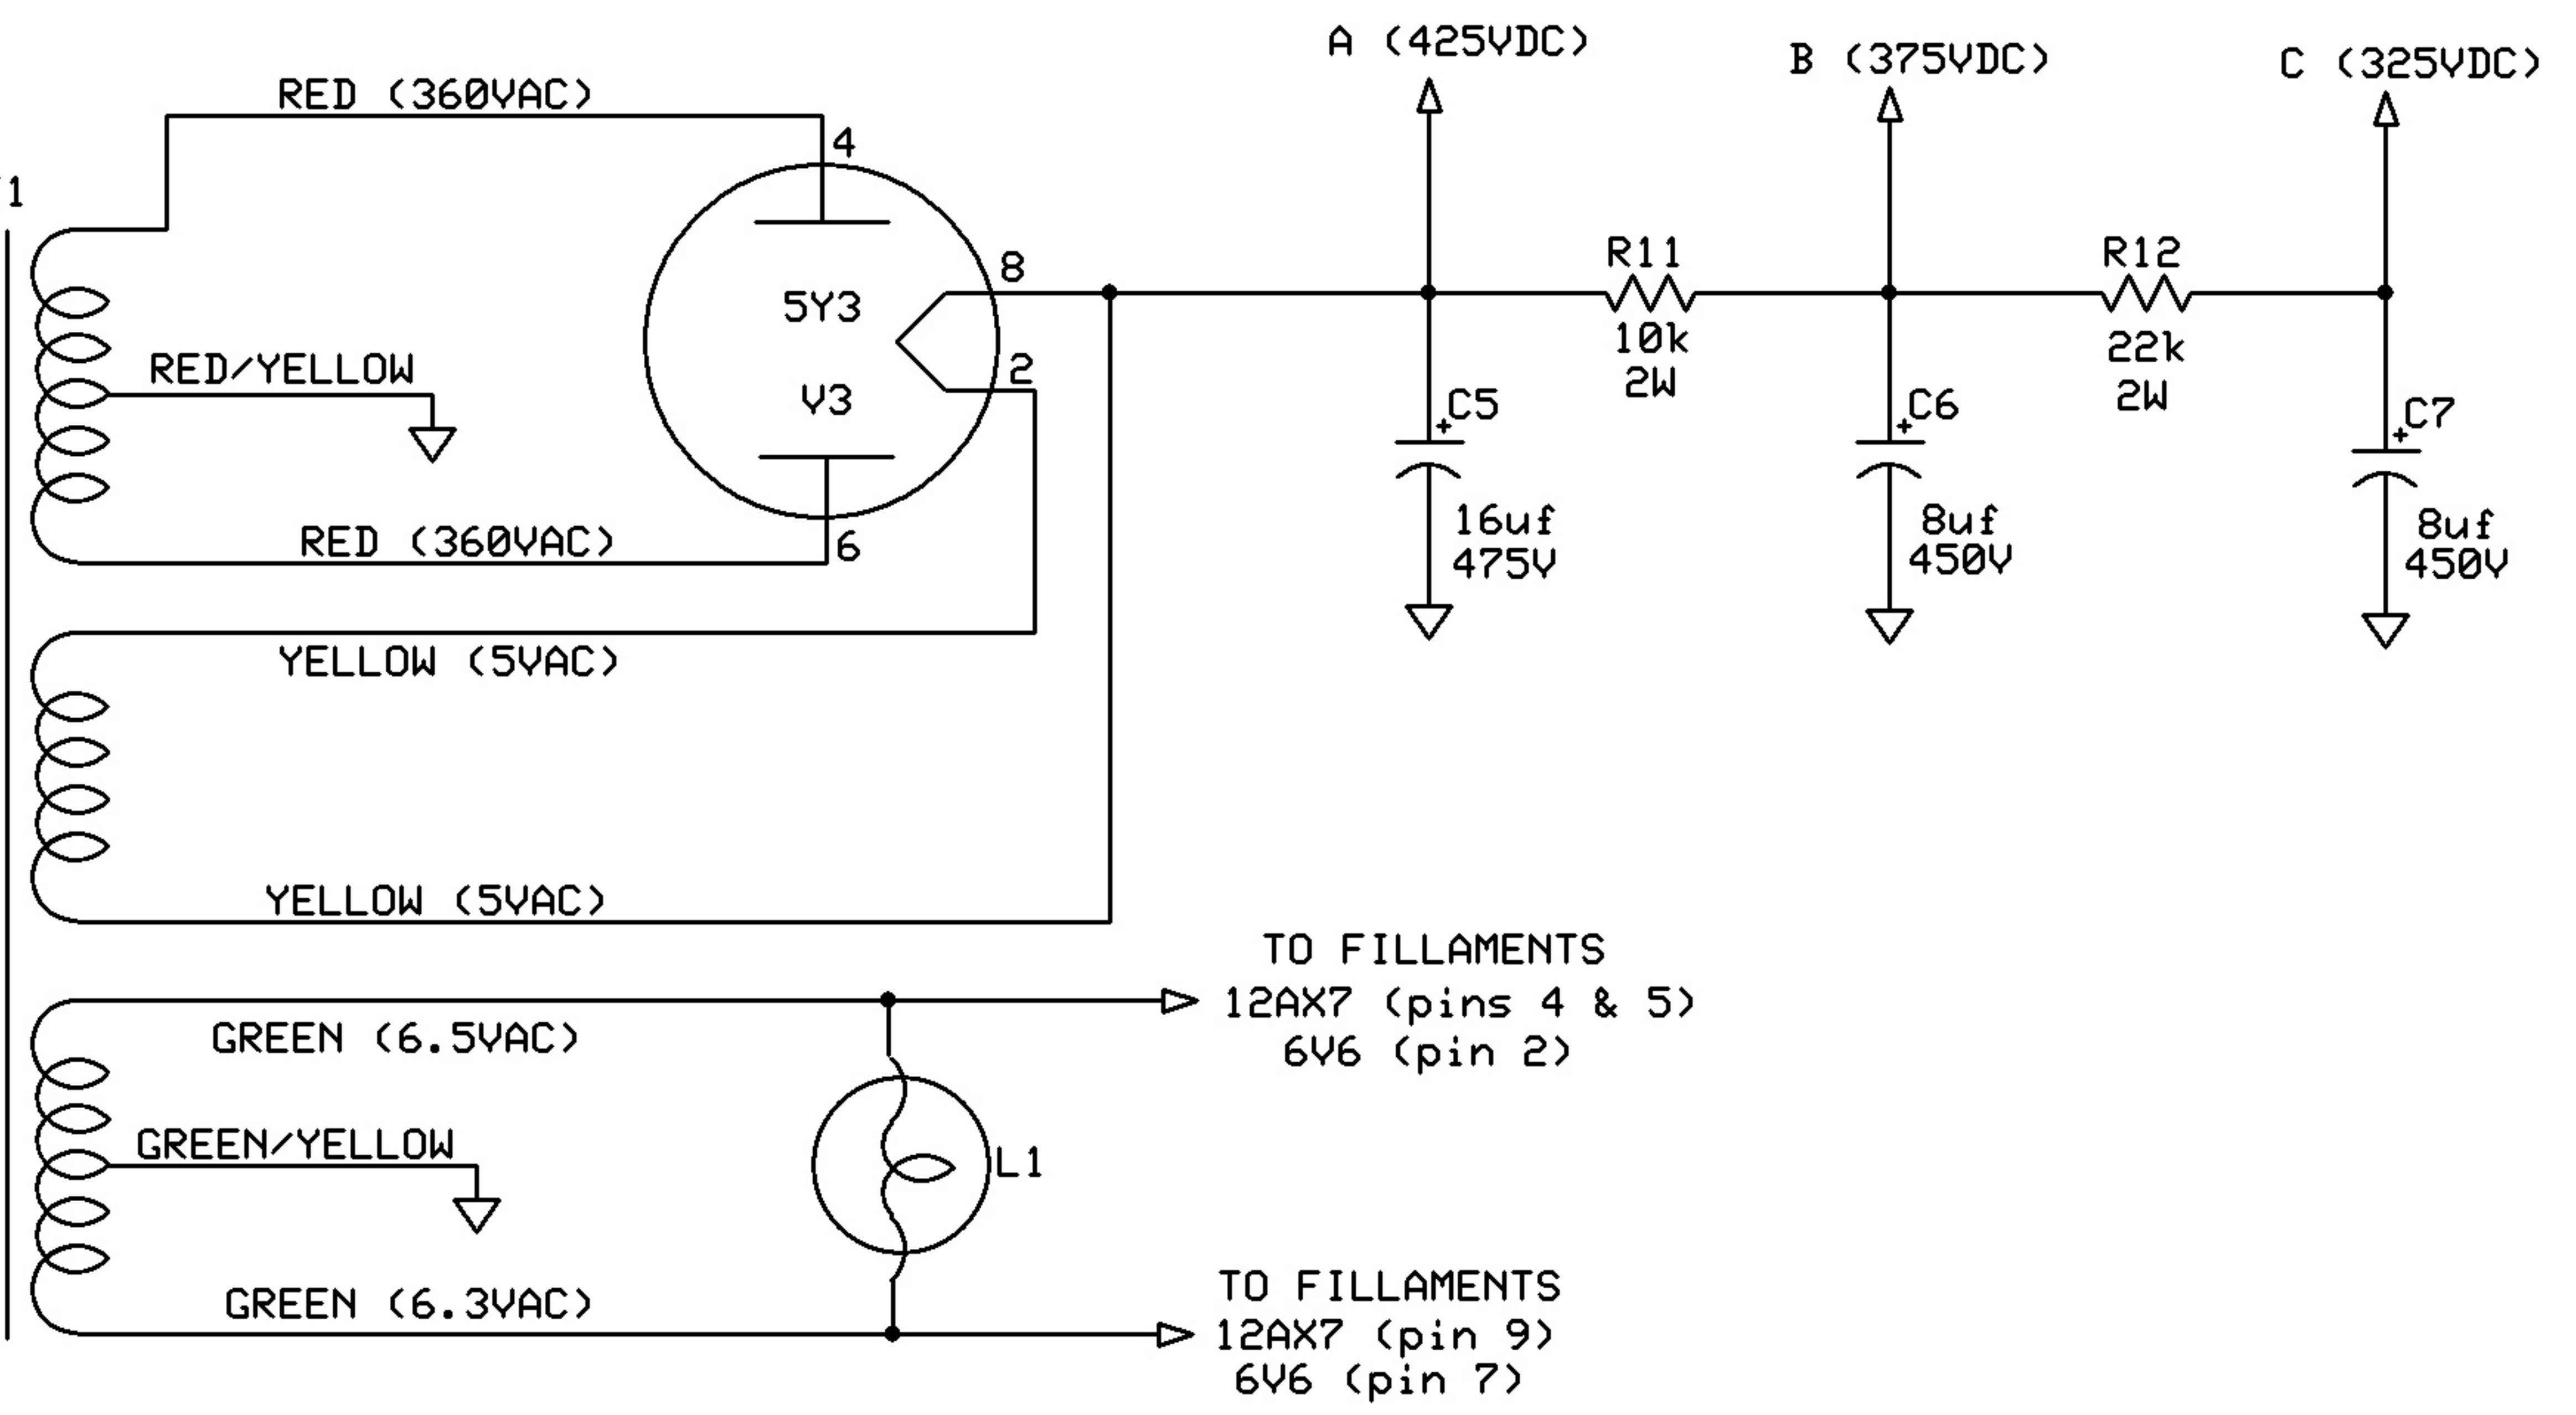 A (425VDC)
B (375VDC)
C (325VDC)
RED (360VAC)
4
1
8
R11
R12
5Y3
10k
22k
RED/YELLOW
2
2W
2W
V3
C5
C6
C7
+
+
+
16uf
8uf
8uf
RED (360VAC)
6
475V
450V
450V
YELLOW (5VAC)
YELLOW (5VAC)
TO FILLAMENTS
12AX7 (pins 4 & 5)
GREEN (6.5VAC)
6V6 (pin 2)
GREEN/YELLOW
L1
TO FILLAMENTS
GREEN (6.3VAC)
12AX7 (pin 9)
6V6 (pin 7)